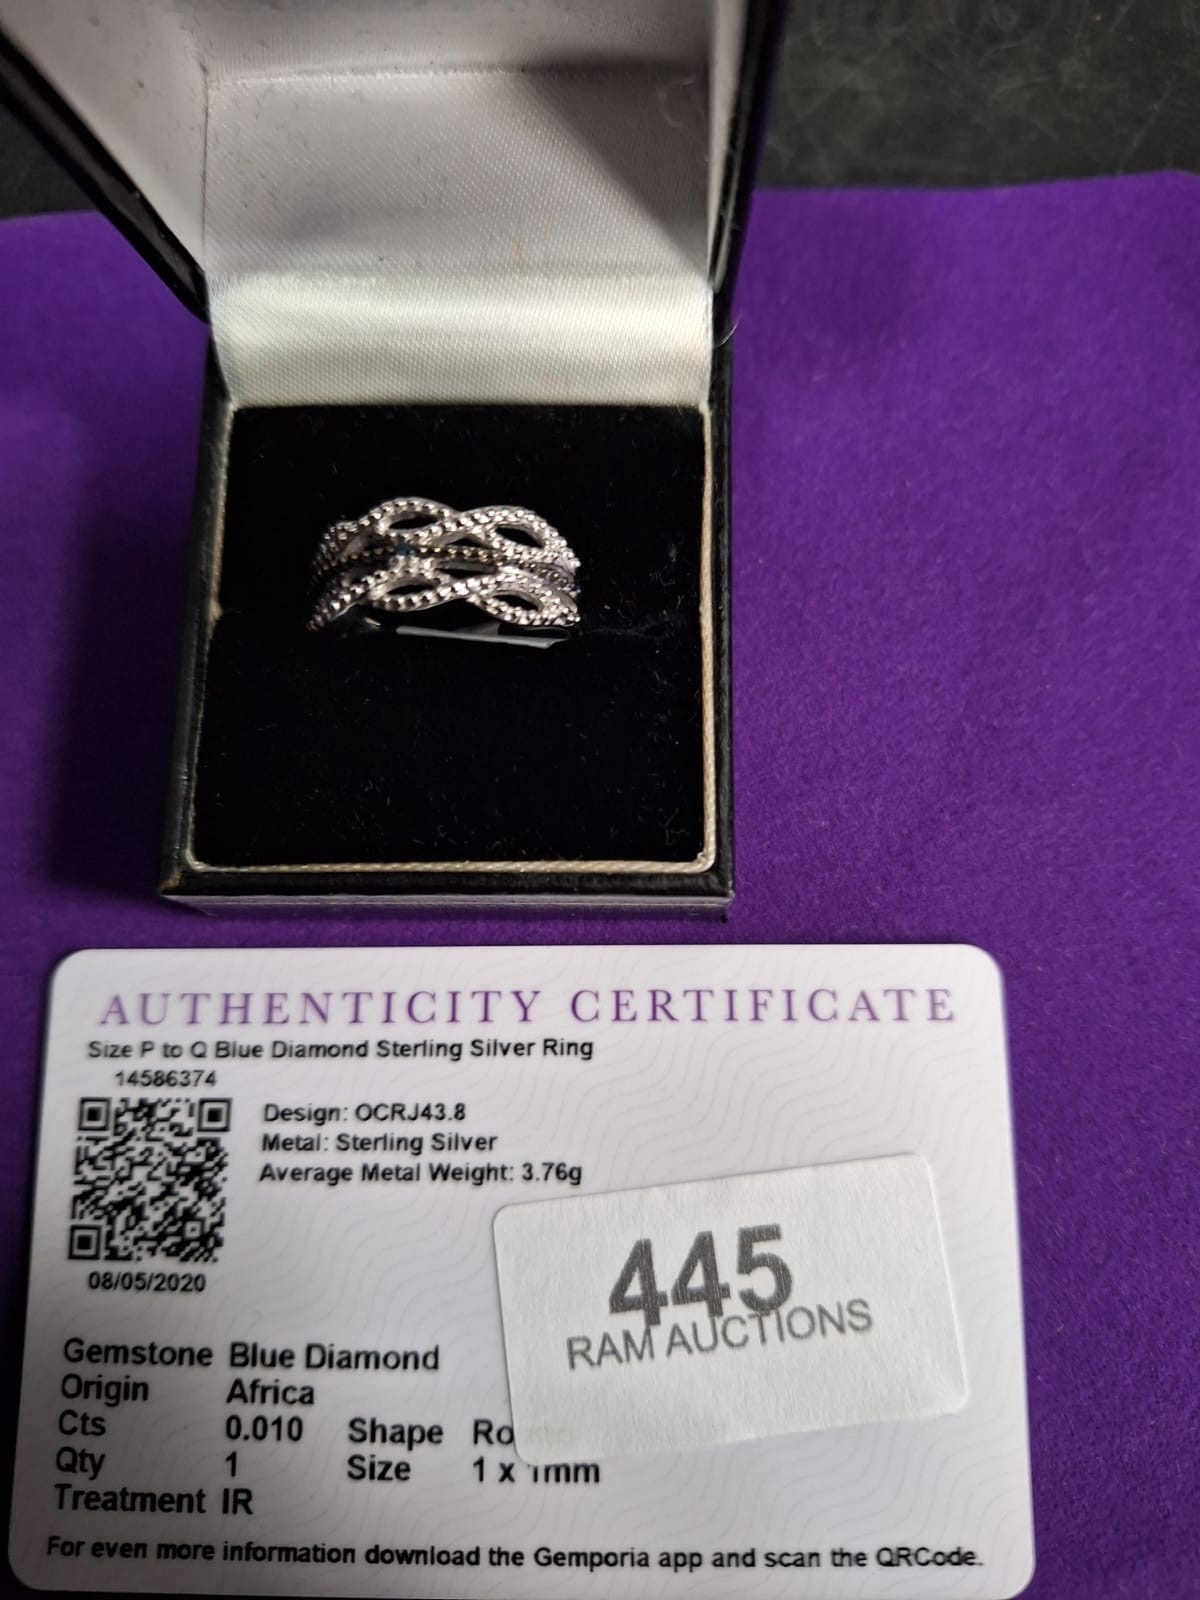 AUTHENTICITY CERTIFICATE
Size P to Q Blue Diamond Sterling Silver Ring
14586374
Design: OCRJ43.8
Metal: Sterling Silver
Average Metal Weight: 3.76g
08/05/2020
445
RAM AUCTIONS
Gemstone Blue Diamond
Origin Africa
Cts 0.010 Shape
Qty 1 Size 1 x 1mm
Treatment IR
For even more information download the Gemporia app and scan the QRCode.